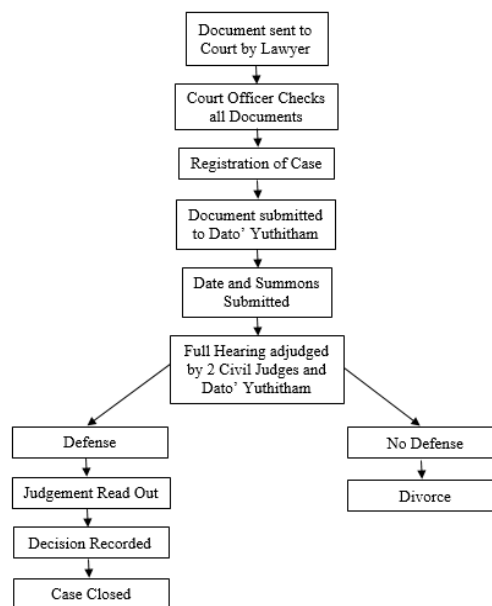 Document sent to
Court by Lawyer
Court Officer Checks
all Documents
Registration of Case
Document submitted
to Dato’ Yuthitham
Date and Summons
Submitted
Full Hearing adjudged
by 2 Civil Judges and
Dato’ Yuthitham
Defense
No Defense
Judgement Read Out
Divorce
Decision Recorded
Case Closed